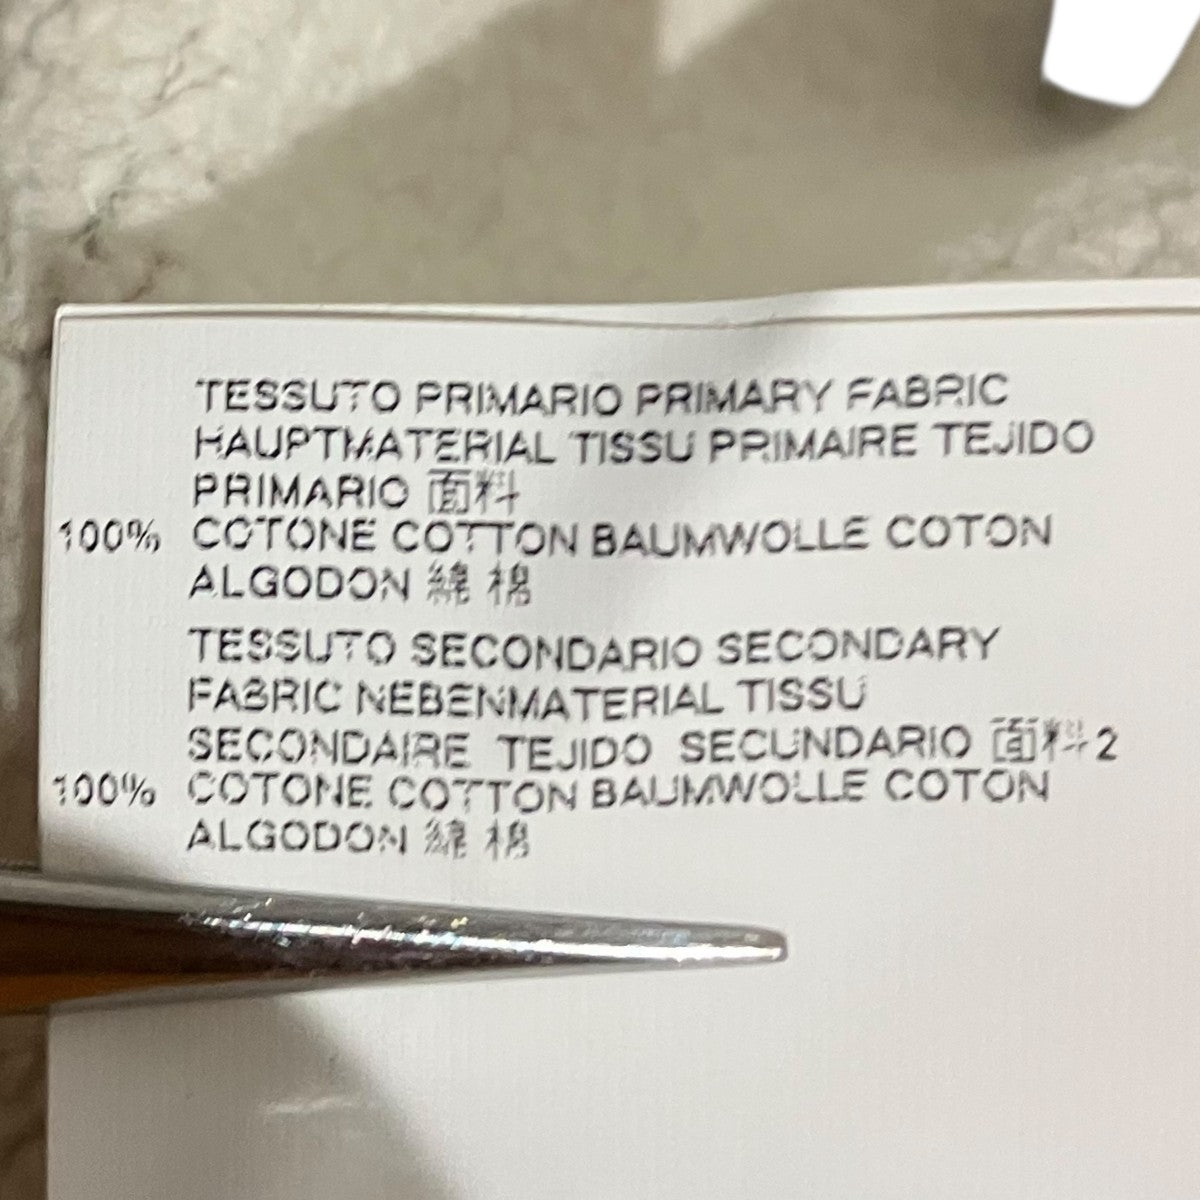 TESSUTO PRIMARIO PRIMARY FABRIC
HAUPTMATERIAL TISSU PRIMAIRE TEJIDO
PRIMARIO 面料
100% COTONE COTTON BAUMWOLLE COTON
ALGODON 綿 棉
TESSUTO SECONDARIO SECONDARY
FABRIC NEBENMATERIAL TISSU
SECONDAIRE TEJIDO SECUNDARIO 面料2
100% COTONE COTTON BAUMWOLLE COTON
ALGODON 綿 棉